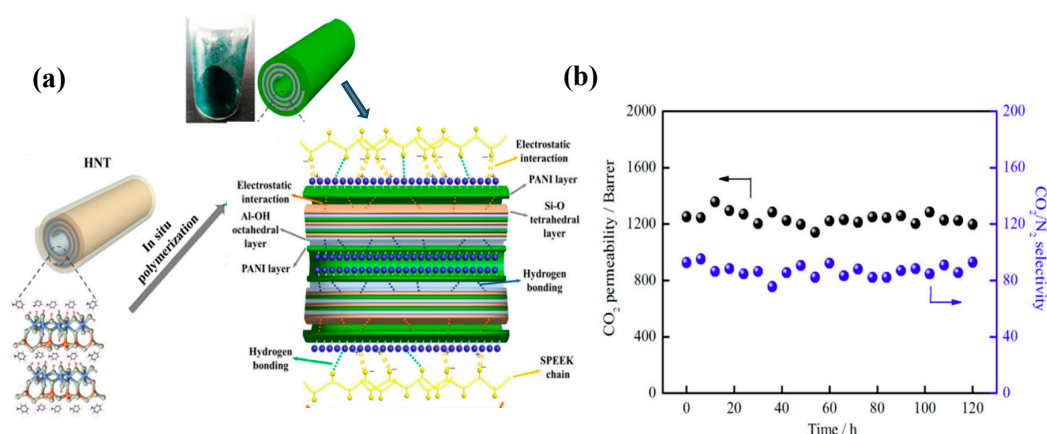 (a)
HNT
In situ
polymerization
Electrostatic
interaction
PANI layer
Electrostatic
interaction
Si-O
tetrahedal
layer
Al-OH
octahedral
layer
PANI layer
Hydrogen
bonding
Hydrogen
bonding
SPEEK
chain
(b)
2000
1600
1200
800
400
0
CO₂ permeability / Barrer
200
160
120
80
40
0
CO₂/N₂ selectivity
0 20 40 60 80 100 120
Time / h